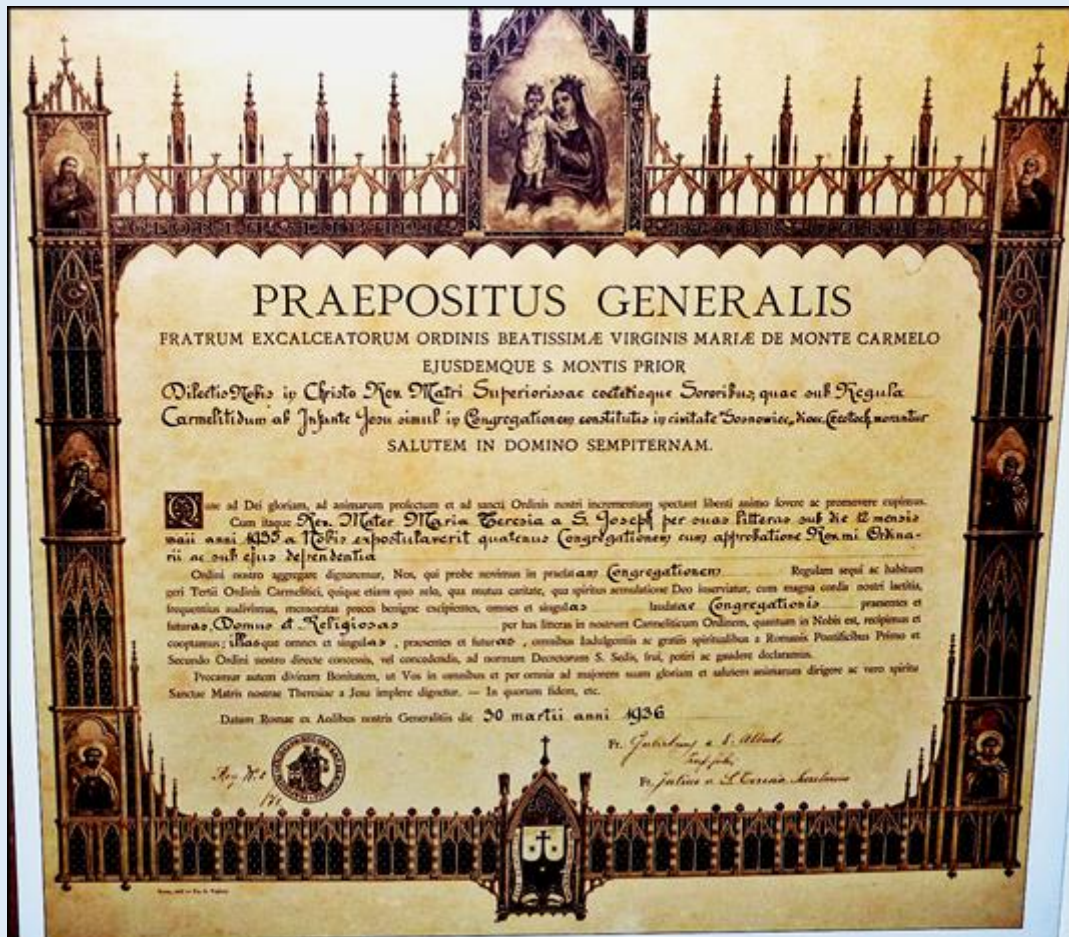 PRAEPOSITUS GENERALIS
FRATRUM EXCALCEATORUM ORDINIS BEATISSIMÆ VIRGINIS MARIÆ DE MONTE CARMELO
EJUSDEMQUE S. MONTIS PRIOR
Dilectis Nobis in Christo Rev. Matri Superiorissae coeterisque Sororibus, quae sub Regula
Carmelitidum ab Infante Jesu simul in Congregationem constitutis in civitate Sosnowiec, dioec. morantur
SALUTEM IN DOMINO SEMPITERNAM.
Quae ad Dei gloriam, ad animarum profectum et ad sancti Ordinis nostri incrementum spectant libenti animo fovere ac promovere cupimus.
Cum itaque Rev. Mater Maria Teresia a S. Joseph per suas litteras sub die 12 mensis
maii anni 1935 a Nobis expostulaverit quatenus Congregationem cum approbatione Rev.mi Ordina-
rii ac sub ejus dependentia
Ordini nostro aggregare dignaremur, Nos, qui probe novimus in praefatam Congregationem Regulam sequi ac habitum
geri Tertii Ordinis Carmelitici, quique etiam quo zelo, qua mutua caritate, qua spiritus aemulatione Deo inserviatur, cum magna cordis nostri laetitia,
frequentius audivimus, memoratas preces benigne excipientes, omnes et singulas laudatae Congregationis praesentes et
futuras, Domus et Religiosas per has litteras in nostrum Carmeliticum Ordinem, quantum in Nobis est, recipimus et
cooptamus; illasque omnes et singulas, praesentes et futuras, omnibus Indulgentiis ac gratiis spiritualibus a Romanis Pontificibus Primo et
Secundo Ordini nostro directe concessis, vel concedendis, ad normam Decretorum S. Sedis, frui, potiri ac gaudere declaramus.
Precamur autem divinam Bonitatem, ut Vos in omnibus et per omnia ad majorem suam gloriam et salutem animarum dirigere ac vero spiritu
Sanctae Matris nostrae Theresiae a Jesu implere dignetur. — In quorum fidem, etc.
Datum Romae ex Aedibus nostris Generalitiis die 30 martii anni 1936
Fr. a S. Alberto
Reg. N.
Fr. a S. Teresia